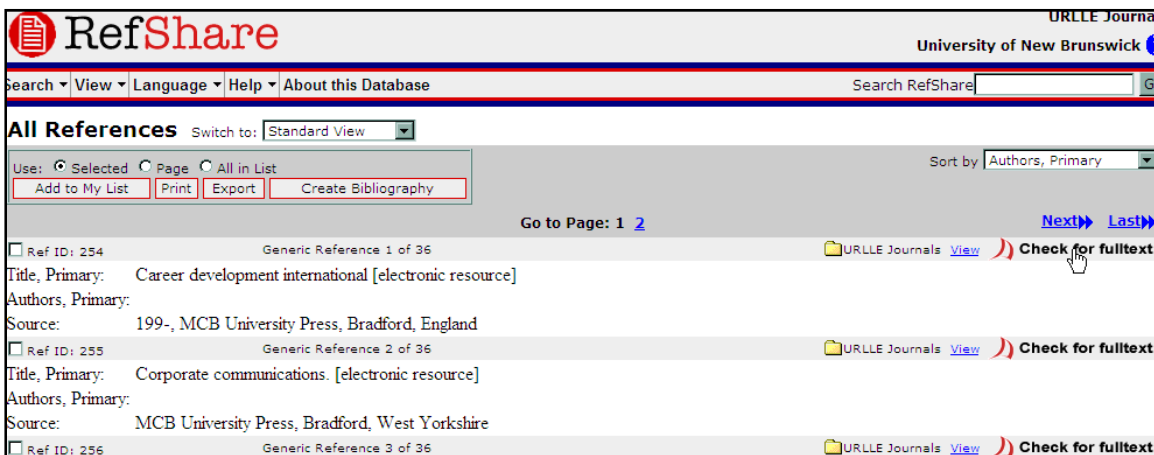 URLLE Journa
RefShare
University of New Brunswick
Search View Language Help About this Database Search RefShare G
All References Switch to: Standard View
Use: Selected Page All in List Sort by Authors, Primary
Add to My List Print Export Create Bibliography
Go to Page: 1 2 Next Last
Ref ID: 254 Generic Reference 1 of 36 URLLE Journals View Check for fulltext
Title, Primary: Career development international [electronic resource]
Authors, Primary:
Source: 199-, MCB University Press, Bradford, England
Ref ID: 255 Generic Reference 2 of 36 URLLE Journals View Check for fulltext
Title, Primary: Corporate communications. [electronic resource]
Authors, Primary:
Source: MCB University Press, Bradford, West Yorkshire
Ref ID: 256 Generic Reference 3 of 36 URLLE Journals View Check for fulltext